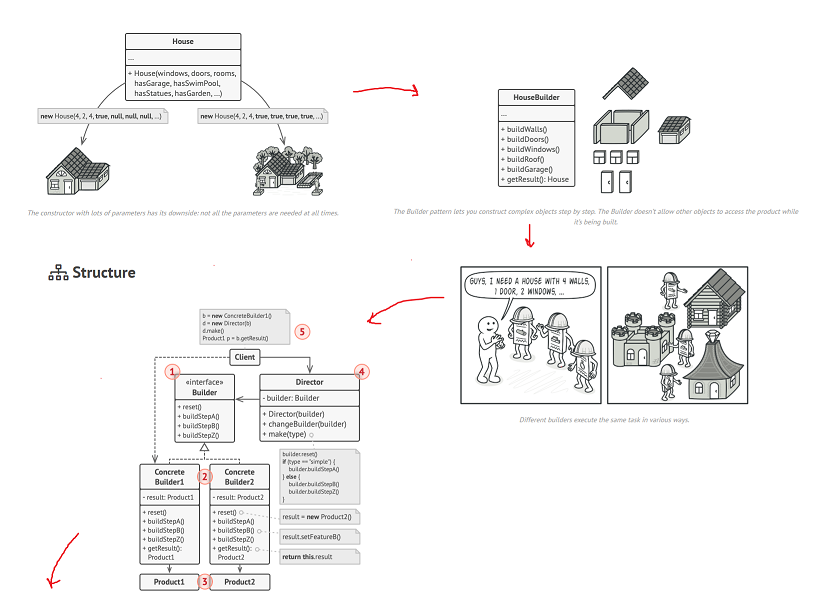 House
...
+ House(windows, doors, rooms,
hasGarage, hasSwimPool,
hasStatues, hasGarden, ...)
new House(4, 2, 4, true, null, null, null, ...)
new House(4, 2, 4, true, true, true, true, ...)
The constructor with lots of parameters has its downside: not all the parameters are needed at all times.
HouseBuilder
...
+ buildWalls()
+ buildDoors()
+ buildWindows()
+ buildRoof()
+ buildGarage()
+ getResult(): House
The Builder pattern lets you construct complex objects step by step. The Builder doesn't allow other objects to access the product while
it's being built.
GUYS, I NEED A HOUSE WITH 4 WALLS,
1 DOOR, 2 WINDOWS, ...
Different builders execute the same task in various ways.
Structure
b = new ConcreteBuilder1()
d = new Director(b)
d.make()
Product1 p = b.getResult()
5
Client
1
«interface»
Builder
+ reset()
+ buildStepA()
+ buildStepB()
+ buildStepZ()
4
Director
- builder: Builder
+ Director(builder)
+ changeBuilder(builder)
+ make(type)
builder.reset()
if (type == "simple") {
builder.buildStepA()
} else {
builder.buildStepB()
builder.buildStepZ()
}
2
Concrete
Builder1
- result: Product1
+ reset()
+ buildStepA()
+ buildStepB()
+ buildStepZ()
+ getResult():
Product1
Concrete
Builder2
- result: Product2
+ reset()
+ buildStepA()
+ buildStepB()
+ buildStepZ()
+ getResult():
Product2
result = new Product2()
result.setFeatureB()
return this.result
Product1
3
Product2